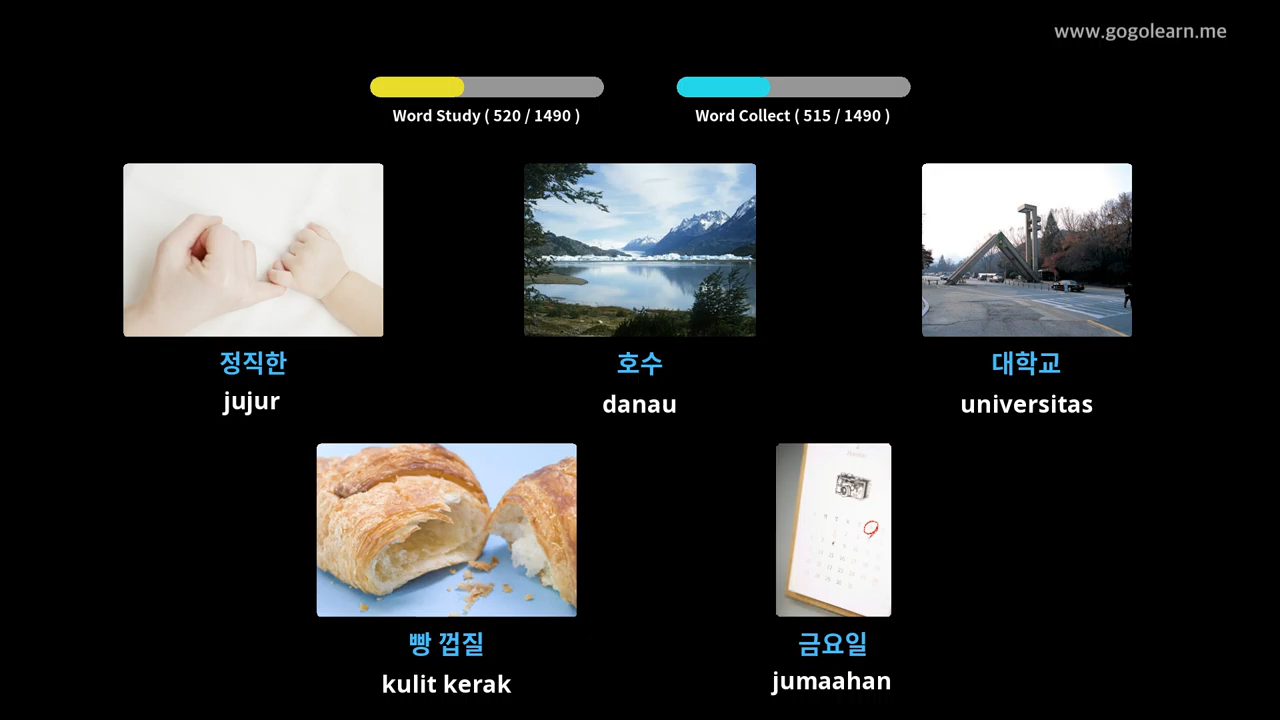 www.gogolearn.me
Word Study ( 520 / 1490 )
Word Collect ( 515 / 1490 )
정직한
jujur
호수
danau
대학교
universitas
빵 껍질
kulit kerak
금요일
jumaahan